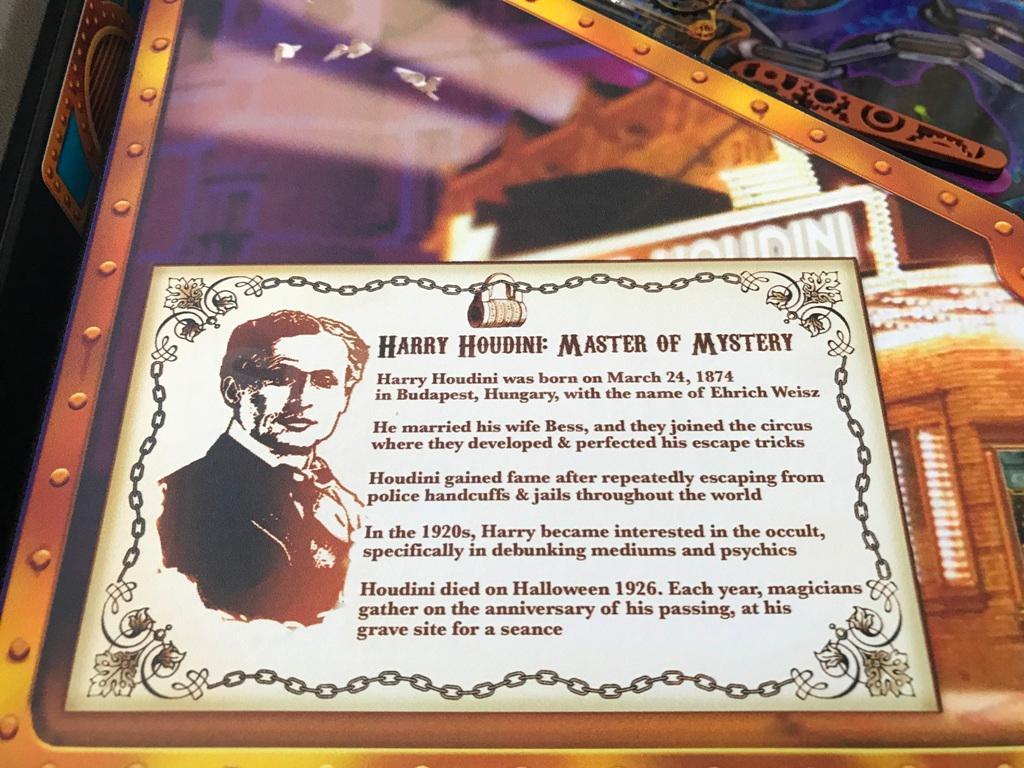 HOUDINI
HARRY HOUDINI: MASTER OF MYSTERY
Harry Houdini was born on March 24, 1874
in Budapest, Hungary, with the name of Ehrich Weisz
He married his wife Bess, and they joined the circus
where they developed & perfected his escape tricks
Houdini gained fame after repeatedly escaping from
police handcuffs & jails throughout the world
In the 1920s, Harry became interested in the occult,
specifically in debunking mediums and psychics
Houdini died on Halloween 1926. Each year, magicians
gather on the anniversary of his passing, at his
grave site for a seance